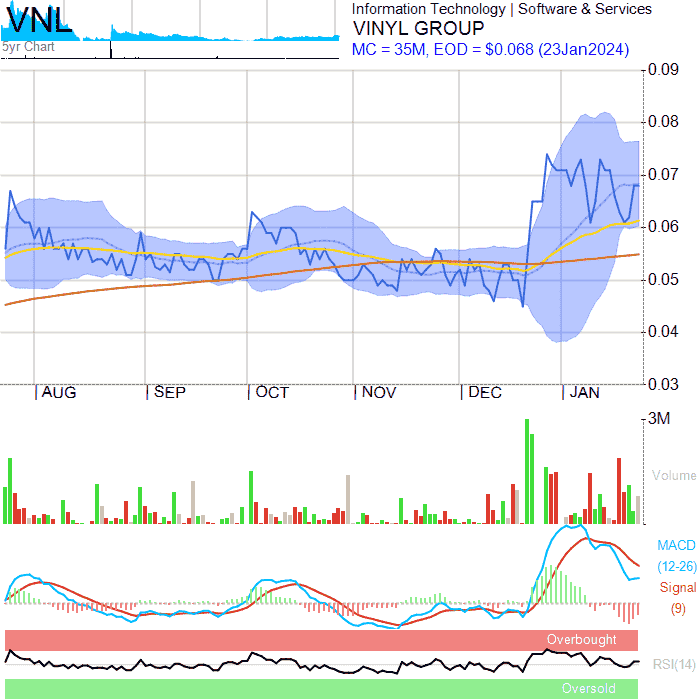 VNL
5yr Chart
Information Technology | Software & Services
VINYL GROUP
MC = 35M, EOD = $0.068 (23Jan2024)
0.09
0.08
0.07
0.06
0.05
0.04
0.03
AUG SEP OCT NOV DEC JAN
3M
Volume
MACD
(12-26)
Signal
(9)
Overbought
RSI(14)
Oversold